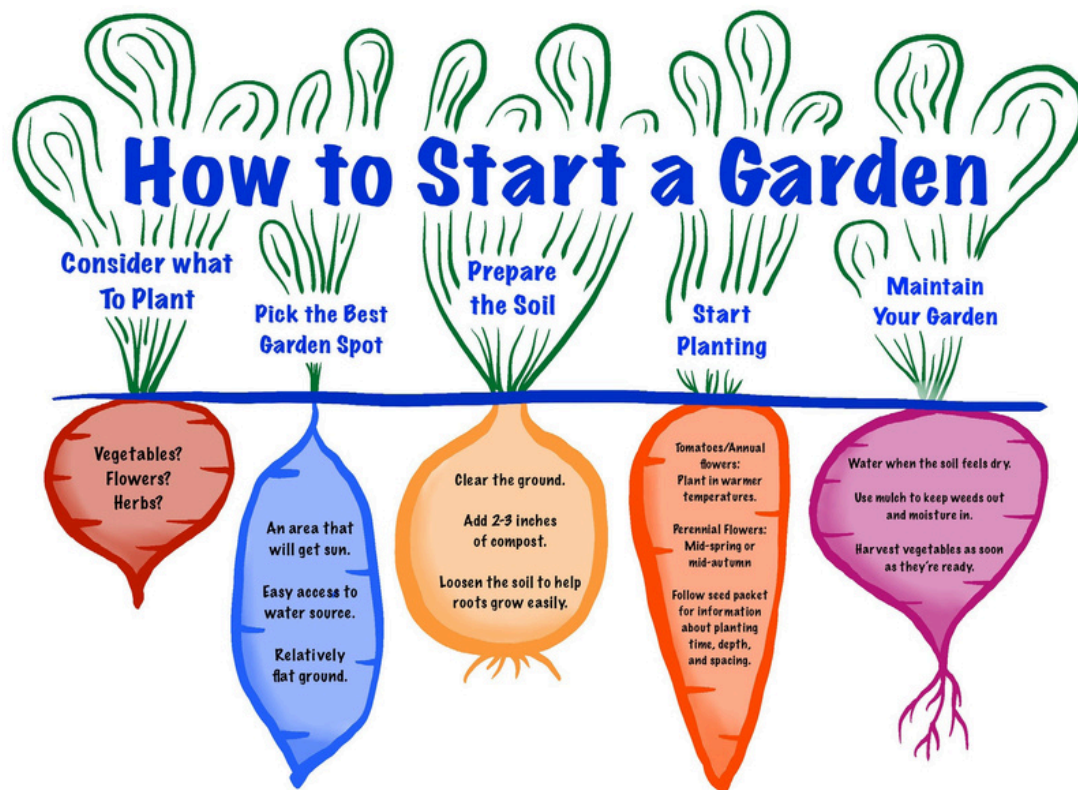 How to Start a Garden
Consider what
To Plant
Vegetables?
Flowers?
Herbs?
Pick the Best
Garden Spot
An area that
will get sun.
Easy access to
water source.
Relatively
flat ground.
Prepare
the Soil
Clear the ground.
Add 2-3 inches
of compost.
Loosen the soil to help
roots grow easily.
Start
Planting
Tomatoes/Annual
flowers:
Plant in warmer
temperatures.
Perennial Flowers:
Mid-spring or
mid-autumn
Follow seed packet
for information
about planting
time, depth,
and spacing.
Maintain
Your Garden
Water when the soil feels dry.
Use mulch to keep weeds out
and moisture in.
Harvest vegetables as soon
as they're ready.